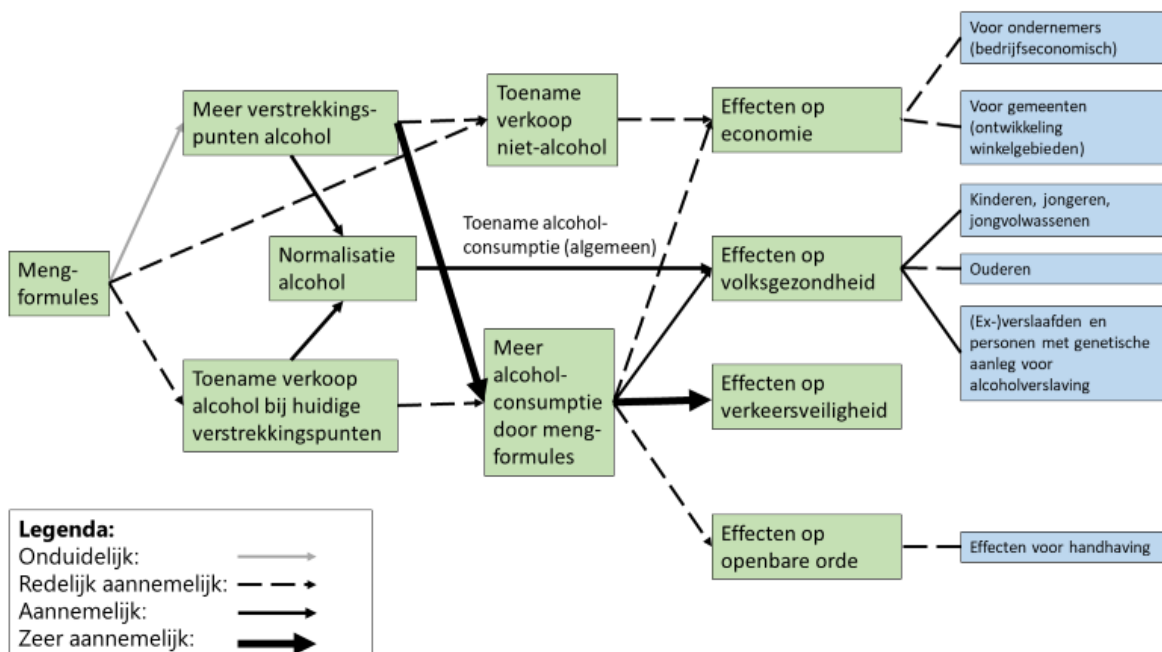 Voor ondernemers
(bedrijfseconomisch)
Meer verstrekkings-
punten alcohol
Toename
verkoop
niet-alcohol
Effecten op
economie
Voor gemeenten
(ontwikkeling
winkelgebieden)
Toename alcohol-
consumptie (algemeen)
Kinderen, jongeren,
jongvolwassenen
Meng-
formules
Normalisatie
alcohol
Effecten op
volksgezondheid
Ouderen
(Ex-)verslaafden en
personen met genetische
aanleg voor
alcoholverslaving
Toename verkoop
alcohol bij huidige
verstrekkingspunten
Meer
alcohol-
consumptie
door meng-
formules
Effecten op
verkeersveiligheid
Effecten op
openbare orde
Effecten voor handhaving
Legenda:
Onduidelijk:
Redelijk aannemelijk:
Aannemelijk:
Zeer aannemelijk: